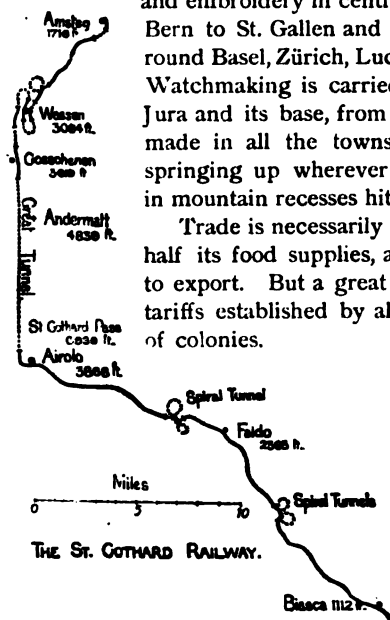 and embroidery in cent
Bern to St. Gallen and
round Basel, Zürich, Luc
Watchmaking is carried
Jura and its base, from
made in all the towns
springing up wherever
in mountain recesses hit
Trade is necessarily
half its food supplies, a
to export. But a great
tariffs established by al
of colonies.
Amsteg
Wassen
3084 ft.
Goschenen
Great Tunnel.
Andermatt
4838 ft.
St Gothard Pass
Airolo
3868 ft.
Spiral Tunnel
Faido
Spiral Tunnels
Miles
0 5 10
THE ST. GOTHARD RAILWAY.
Biasca 1112 ft.